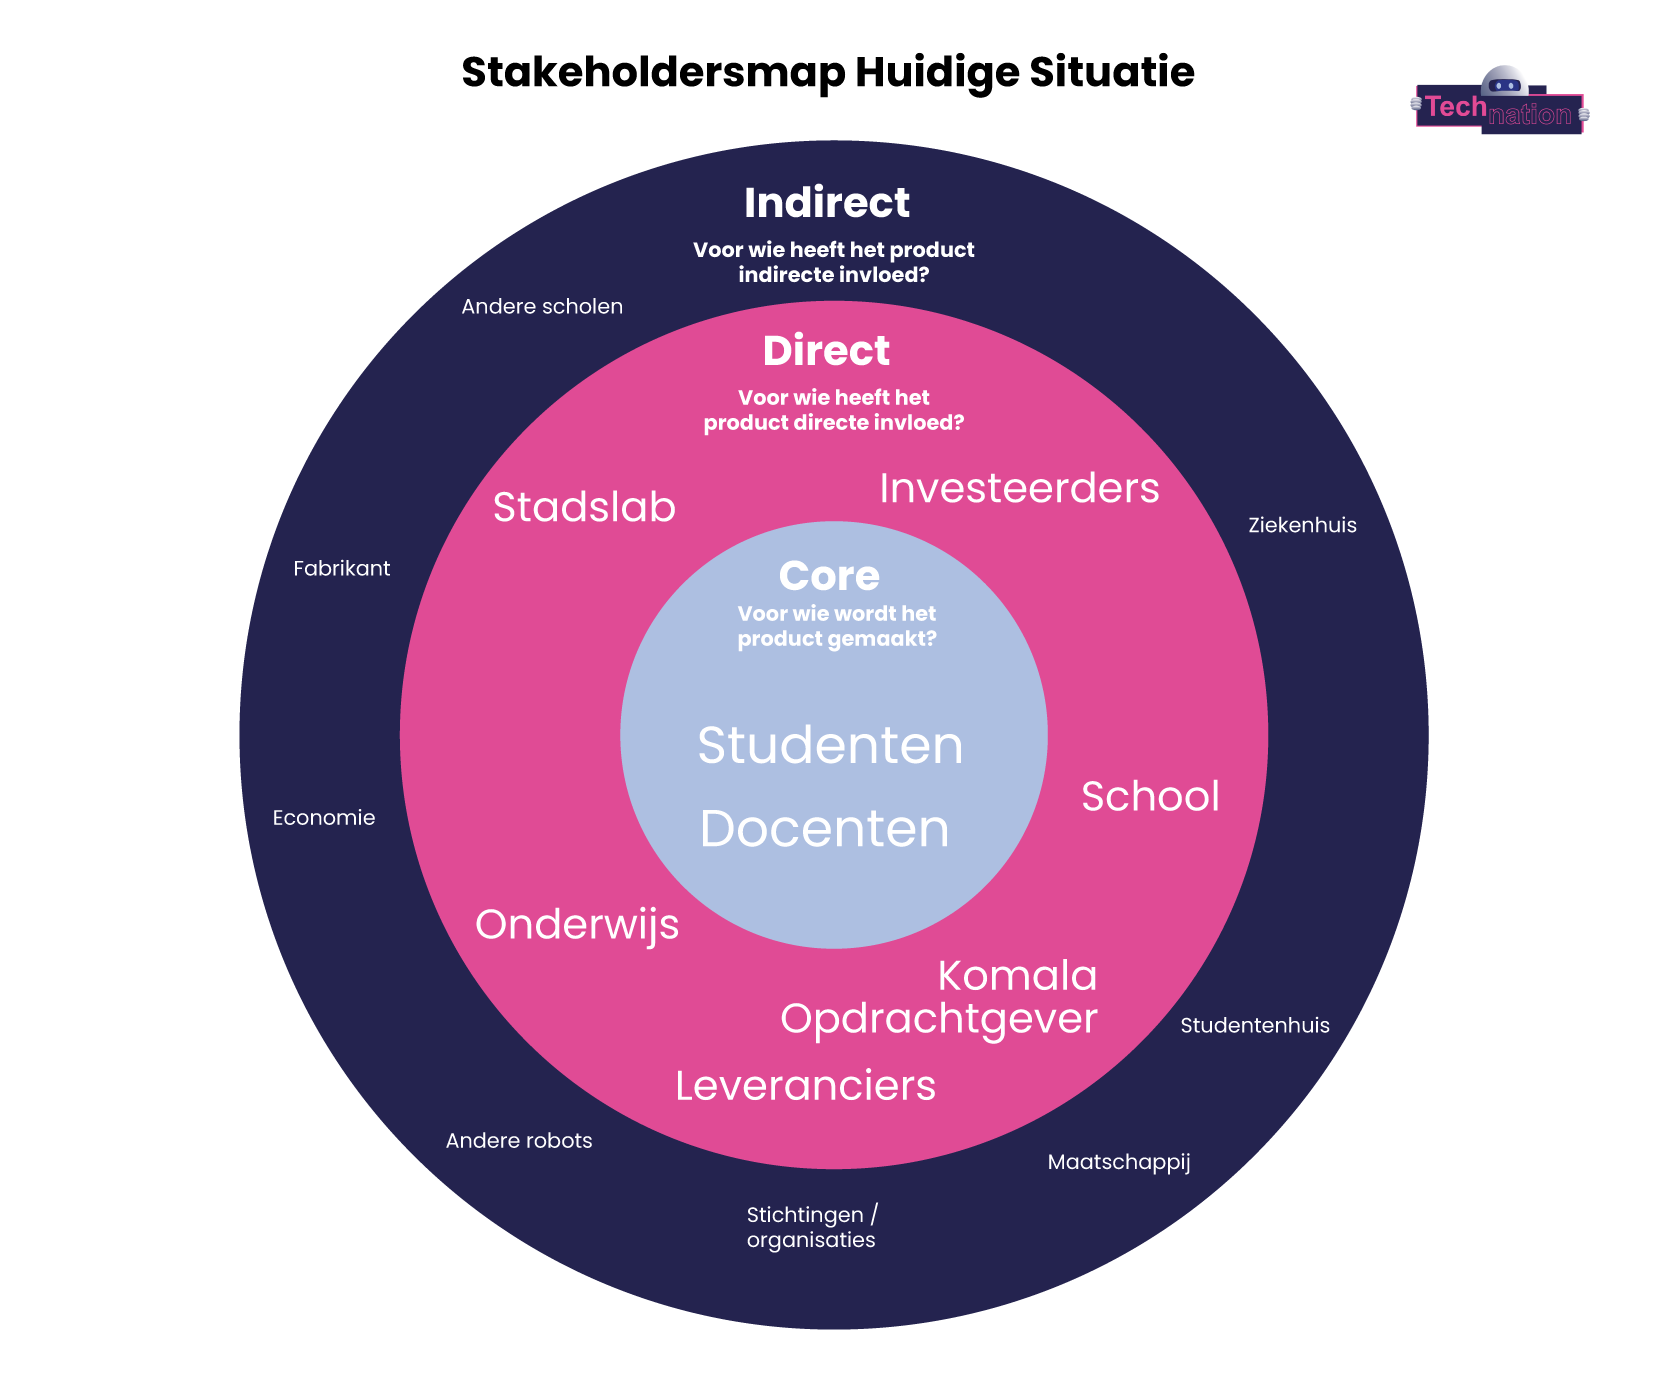 Stakeholdersmap Huidige Situatie
Tech
nation
Indirect
Voor wie heeft het product
indirecte invloed?
Andere scholen
Direct
Voor wie heeft het
product directe invloed?
Investeerders
Stadslab
Ziekenhuis
Fabrikant
Core
Voor wie wordt het
product gemaakt?
Studenten
School
Economie
Docenten
Onderwijs
Komala
Opdrachtgever
Studentenhuis
Leveranciers
Andere robots
Maatschappij
Stichtingen /
organisaties